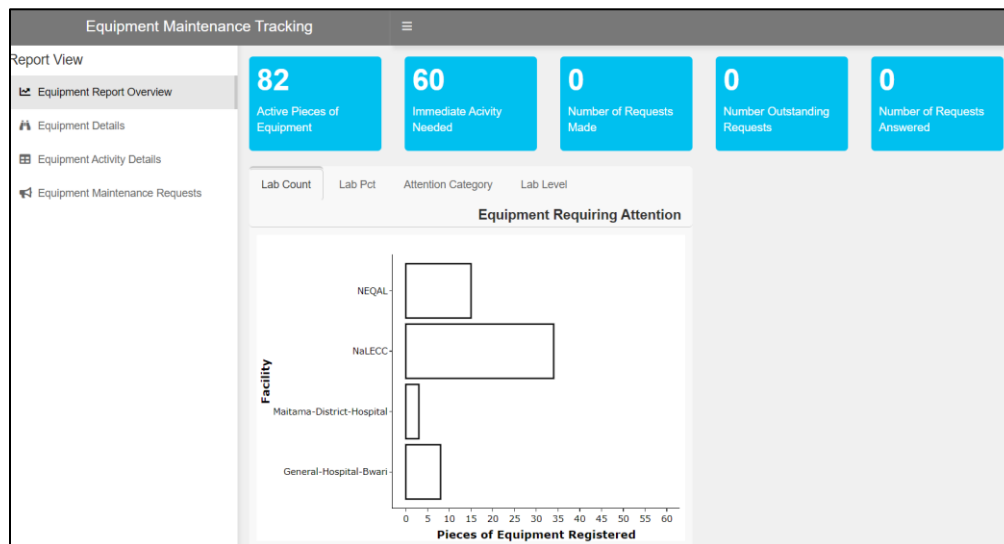 Equipment Maintenance Tracking
Report View
Equipment Report Overview
Equipment Details
Equipment Activity Details
Equipment Maintenance Requests
82
Active Pieces of
Equipment
60
Immediate Acivity
Needed
0
Number of Requests
Made
0
Number Outstanding
Requests
0
Number of Requests
Answered
Lab Count Lab Pct Attention Category Lab Level
Equipment Requiring Attention
Facility
NEQAL
NaLECC
Maitama-District-Hospital
General-Hospital-Bwari
0 5 10 15 20 25 30 35 40 45 50 55 60
Pieces of Equipment Registered